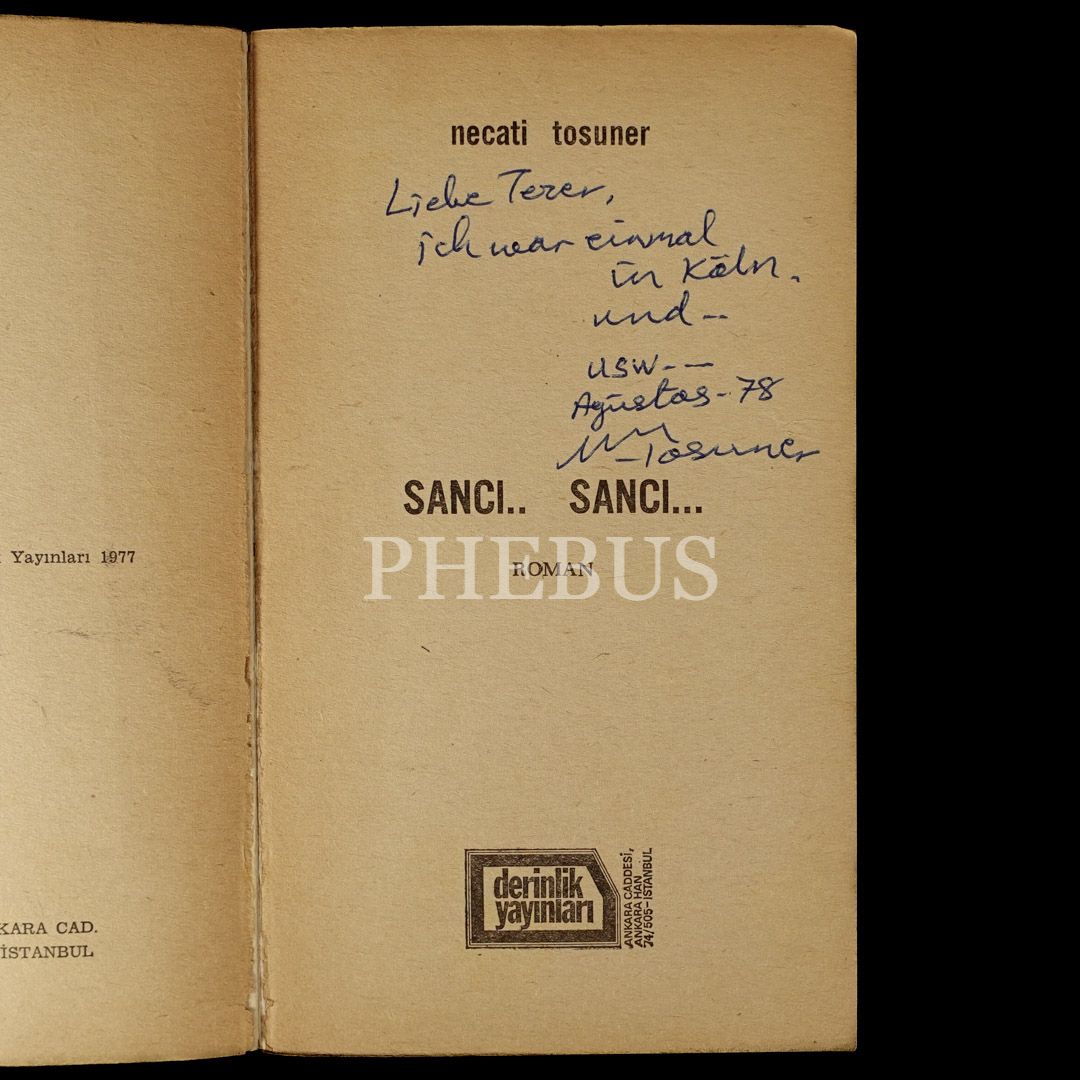 necati tosuner
Liebe Tezer,
ich war einmal
in Köln.
und--
usw---
Ağustos-78
N-Tosuner
SANCI.. SANCI...
PHEBUS
ROMAN
Yayınları 1977
KARA CAD.
İSTANBUL
derinlik
yayınları
ANKARA CADDESİ,
ANKARA HAN
74/505-İSTANBUL